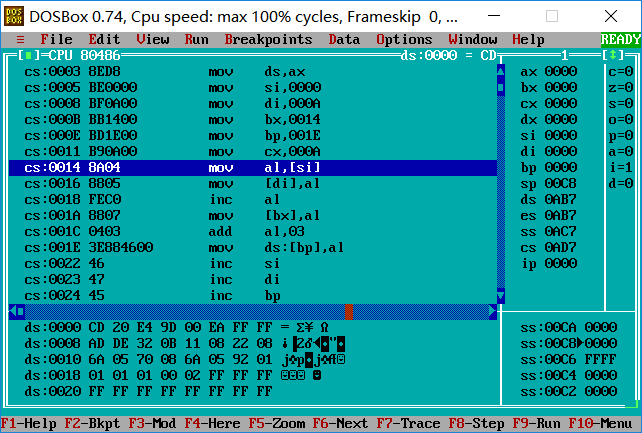 DOSBox 0.74, Cpu speed: max 100% cycles, Frameskip  0, ...
≡ File Edit View Run Breakpoints Data Options Window Help READY
[■]=CPU 80486 ds:0000 = CD 1 [↕]
cs:0003 8ED8 mov ds,ax ax 0000 c=0
cs:0005 BE0000 mov si,0000 bx 0000 z=0
cs:0008 BF0A00 mov di,000A cx 0000 s=0
cs:000B BB1400 mov bx,0014 dx 0000 o=0
cs:000E BD1E00 mov bp,001E si 0000 p=0
cs:0011 B90A00 mov cx,000A di 0000 a=0
cs:0014 8A04 mov al,[si] bp 0000 i=1
cs:0016 8805 mov [di],al sp 00C8 d=0
cs:0018 FEC0 inc al ds 0AB7
cs:001A 8807 mov [bx],al es 0AB7
cs:001C 0403 add al,03 ss 0AC7
cs:001E 3E884600 mov ds:[bp],al cs 0AD7
cs:0022 46 inc si ip 0000
cs:0023 47 inc di
cs:0024 45 inc bp
ds:0000 CD 20 E4 9D 00 EA FF FF = Σ¥ Ω ss:00CA 0000
ds:0008 AD DE 32 0B 11 08 22 08 ss:00C8►0000
ds:0010 6A 05 70 08 6A 05 92 01 ss:00C6 FFFF
ds:0018 01 01 01 00 02 FF FF FF ss:00C4 0000
ds:0020 FF FF FF FF FF FF FF FF ss:00C2 0000
F1-Help F2-Bkpt F3-Mod F4-Here F5-Zoom F6-Next F7-Trace F8-Step F9-Run F10-Menu